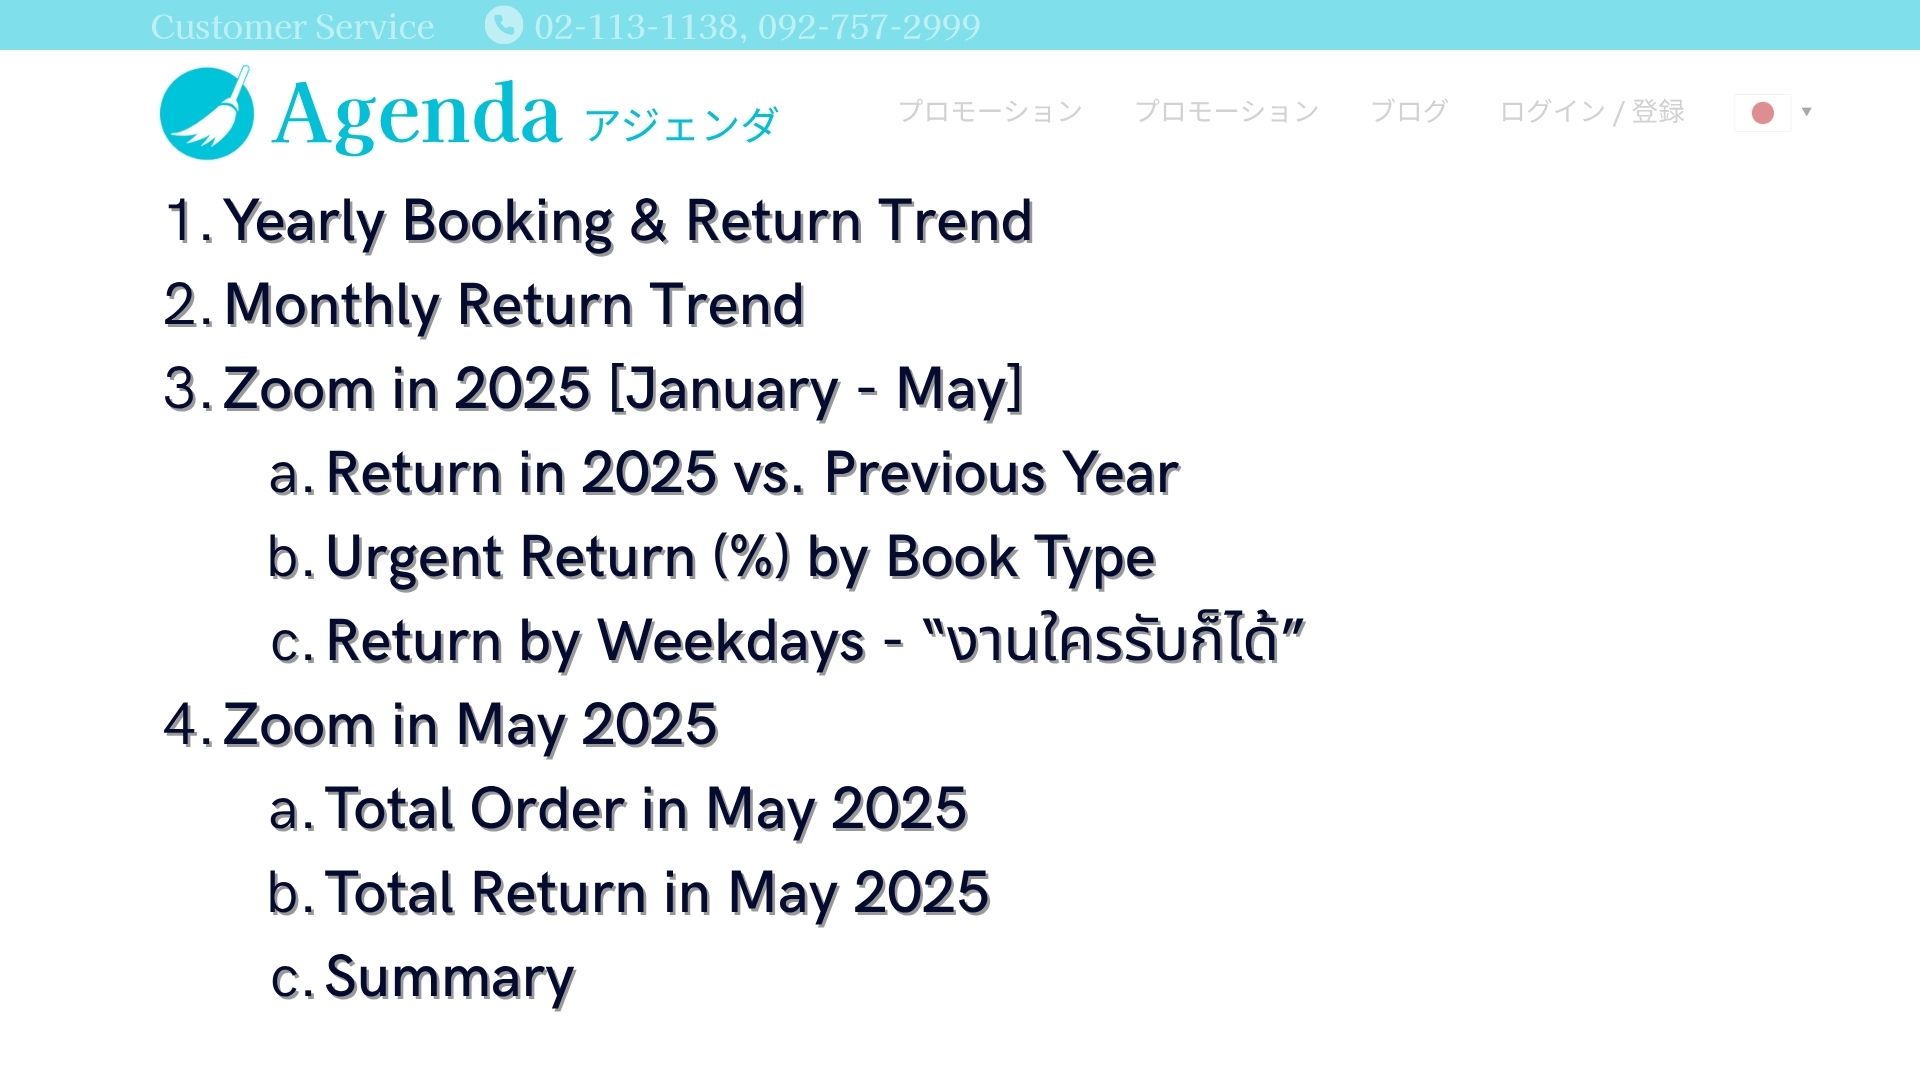 Customer Service 02-113-1138, 092-757-2999
Agenda アジェンダ プロモーション プロモーション ブログ ログイン / 登録
1. Yearly Booking & Return Trend
2. Monthly Return Trend
3. Zoom in 2025 [January - May]
a. Return in 2025 vs. Previous Year
b. Urgent Return (%) by Book Type
c. Return by Weekdays - “งานใครรับก็ได้”
4. Zoom in May 2025
a. Total Order in May 2025
b. Total Return in May 2025
c. Summary